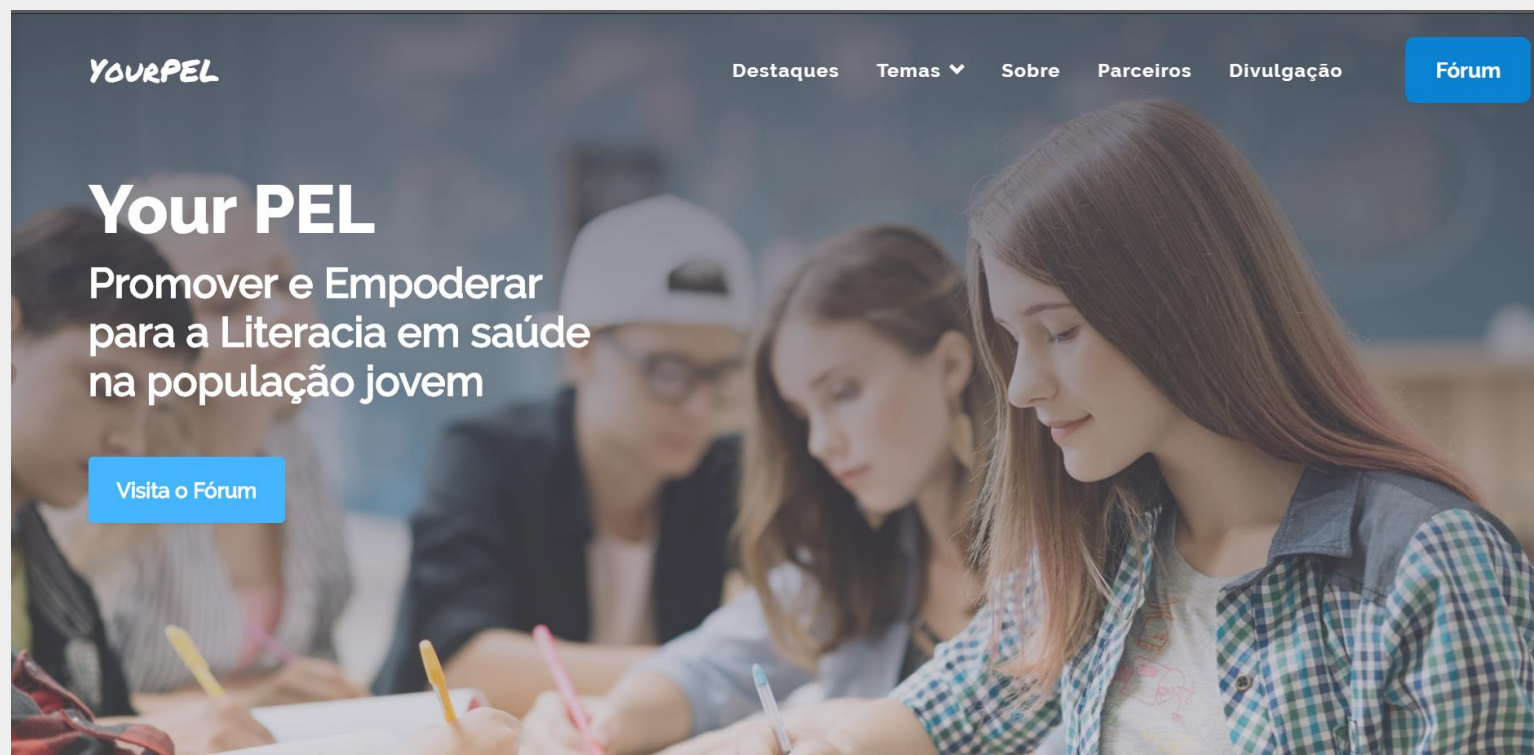 YOURPEL
Destaques Temas Sobre Parceiros Divulgação Fórum
Your PEL
Promover e Empoderar
para a Literacia em saúde
na população jovem
Visita o Fórum